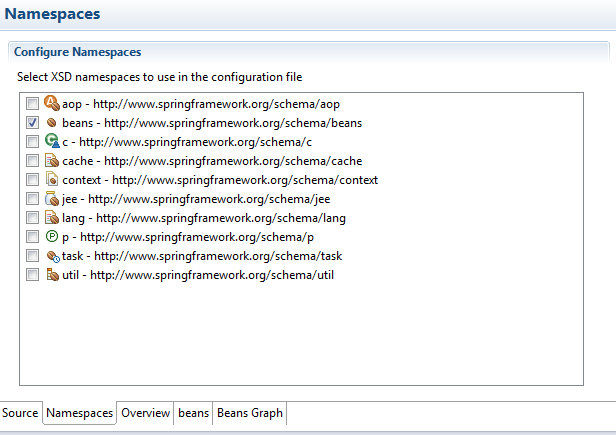 Namespaces
Configure Namespaces
Select XSD namespaces to use in the configuration file
aop - http://www.springframework.org/schema/aop
beans - http://www.springframework.org/schema/beans
c - http://www.springframework.org/schema/c
cache - http://www.springframework.org/schema/cache
context - http://www.springframework.org/schema/context
jee - http://www.springframework.org/schema/jee
lang - http://www.springframework.org/schema/lang
p - http://www.springframework.org/schema/p
task - http://www.springframework.org/schema/task
util - http://www.springframework.org/schema/util
Source Namespaces Overview beans Beans Graph